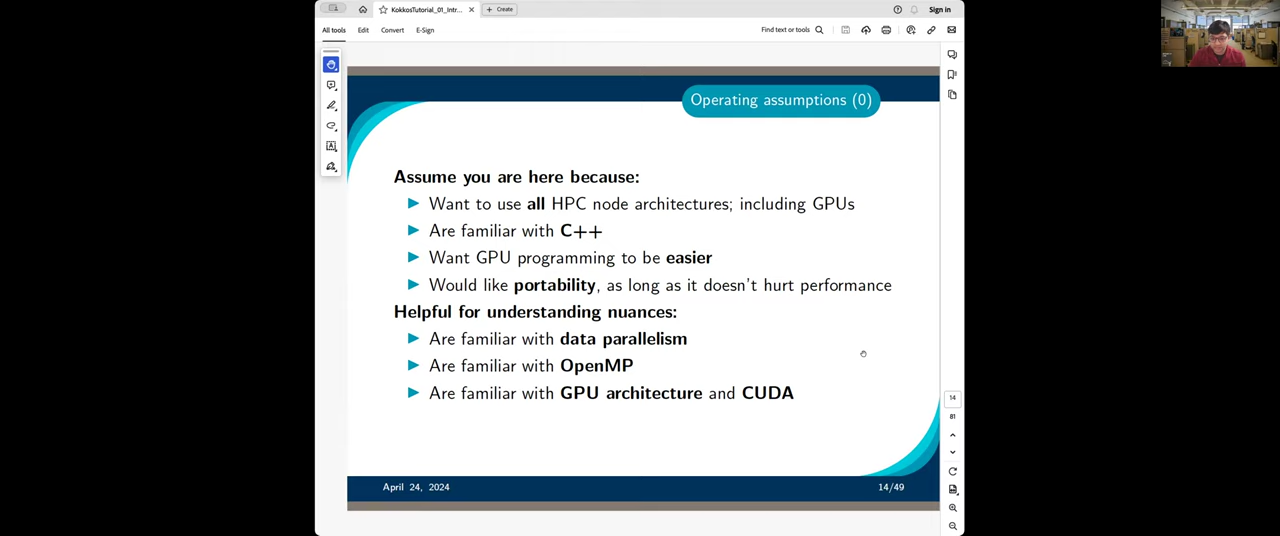 KokkosTutorial_01_Intr...
Create
Sign in
All tools
Edit
Convert
E-Sign
Find text or tools
Operating assumptions (0)
Assume you are here because:
Want to use all HPC node architectures; including GPUs
Are familiar with C++
Want GPU programming to be easier
Would like portability, as long as it doesn't hurt performance
Helpful for understanding nuances:
Are familiar with data parallelism
Are familiar with OpenMP
Are familiar with GPU architecture and CUDA
14
81
April 24, 2024
14/49